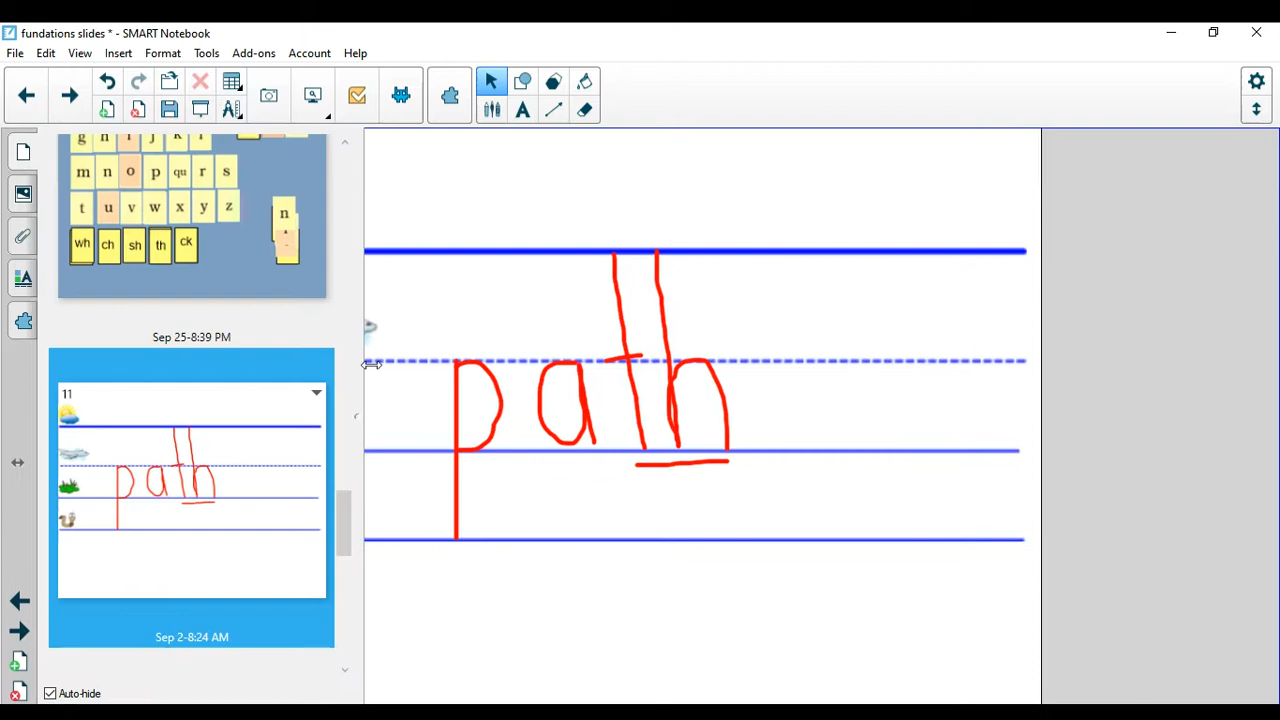 fundations slides * - SMART Notebook
File Edit View Insert Format Tools Add-ons Account Help
g h i j k l
m n o p qu r s
t u v w x y z
n
wh ch sh th ck
Sep 25-8:39 PM
11
path
Sep 2-8:24 AM
Auto-hide
path